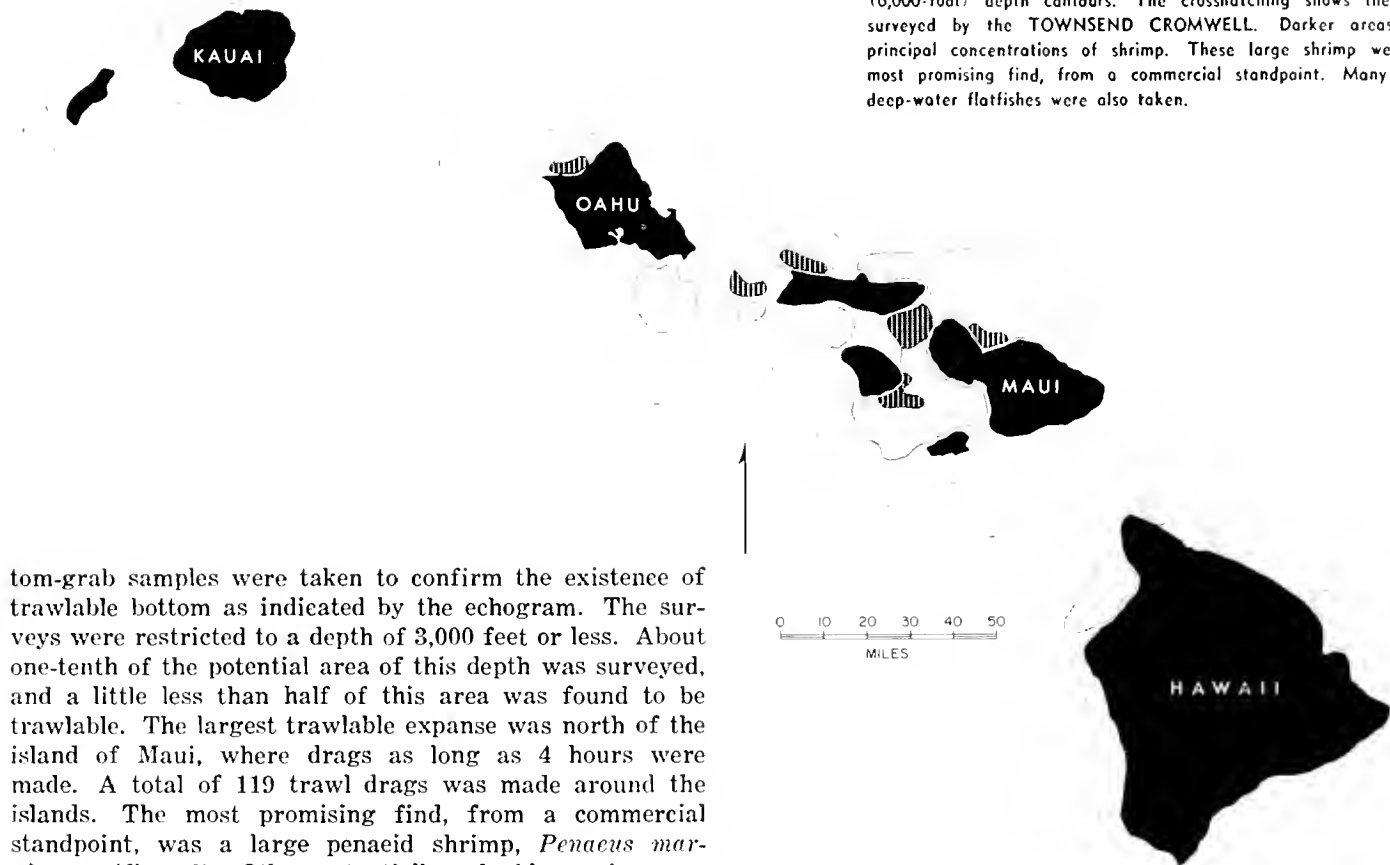 depth contours. The crosshatching shows the
surveyed by the TOWNSEND CROMWELL. Darker areas
principal concentrations of shrimp. These large shrimp we
most promising find, from a commercial standpoint. Many
deep-water flatfishes were also taken.
KAUAI
OAHU
MAUI
HAWAII
0 10 20 30 40 50
MILES
tom-grab samples were taken to confirm the existence of
trawlable bottom as indicated by the echogram. The sur-
veys were restricted to a depth of 3,000 feet or less. About
one-tenth of the potential area of this depth was surveyed,
and a little less than half of this area was found to be
trawlable. The largest trawlable expanse was north of the
island of Maui, where drags as long as 4 hours were
made. A total of 119 trawl drags was made around the
islands. The most promising find, from a commercial
standpoint, was a large penaeid shrimp, Penaeus mar-